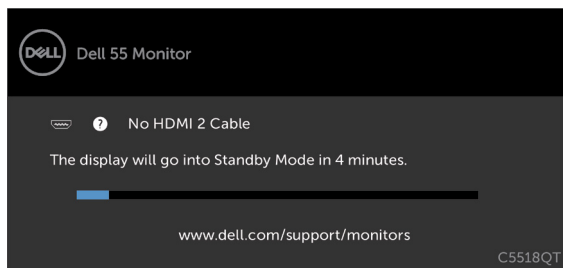 DELL
Dell 55 Monitor
? No HDMI 2 Cable
The display will go into Standby Mode in 4 minutes.
www.dell.com/support/monitors
C5518QT